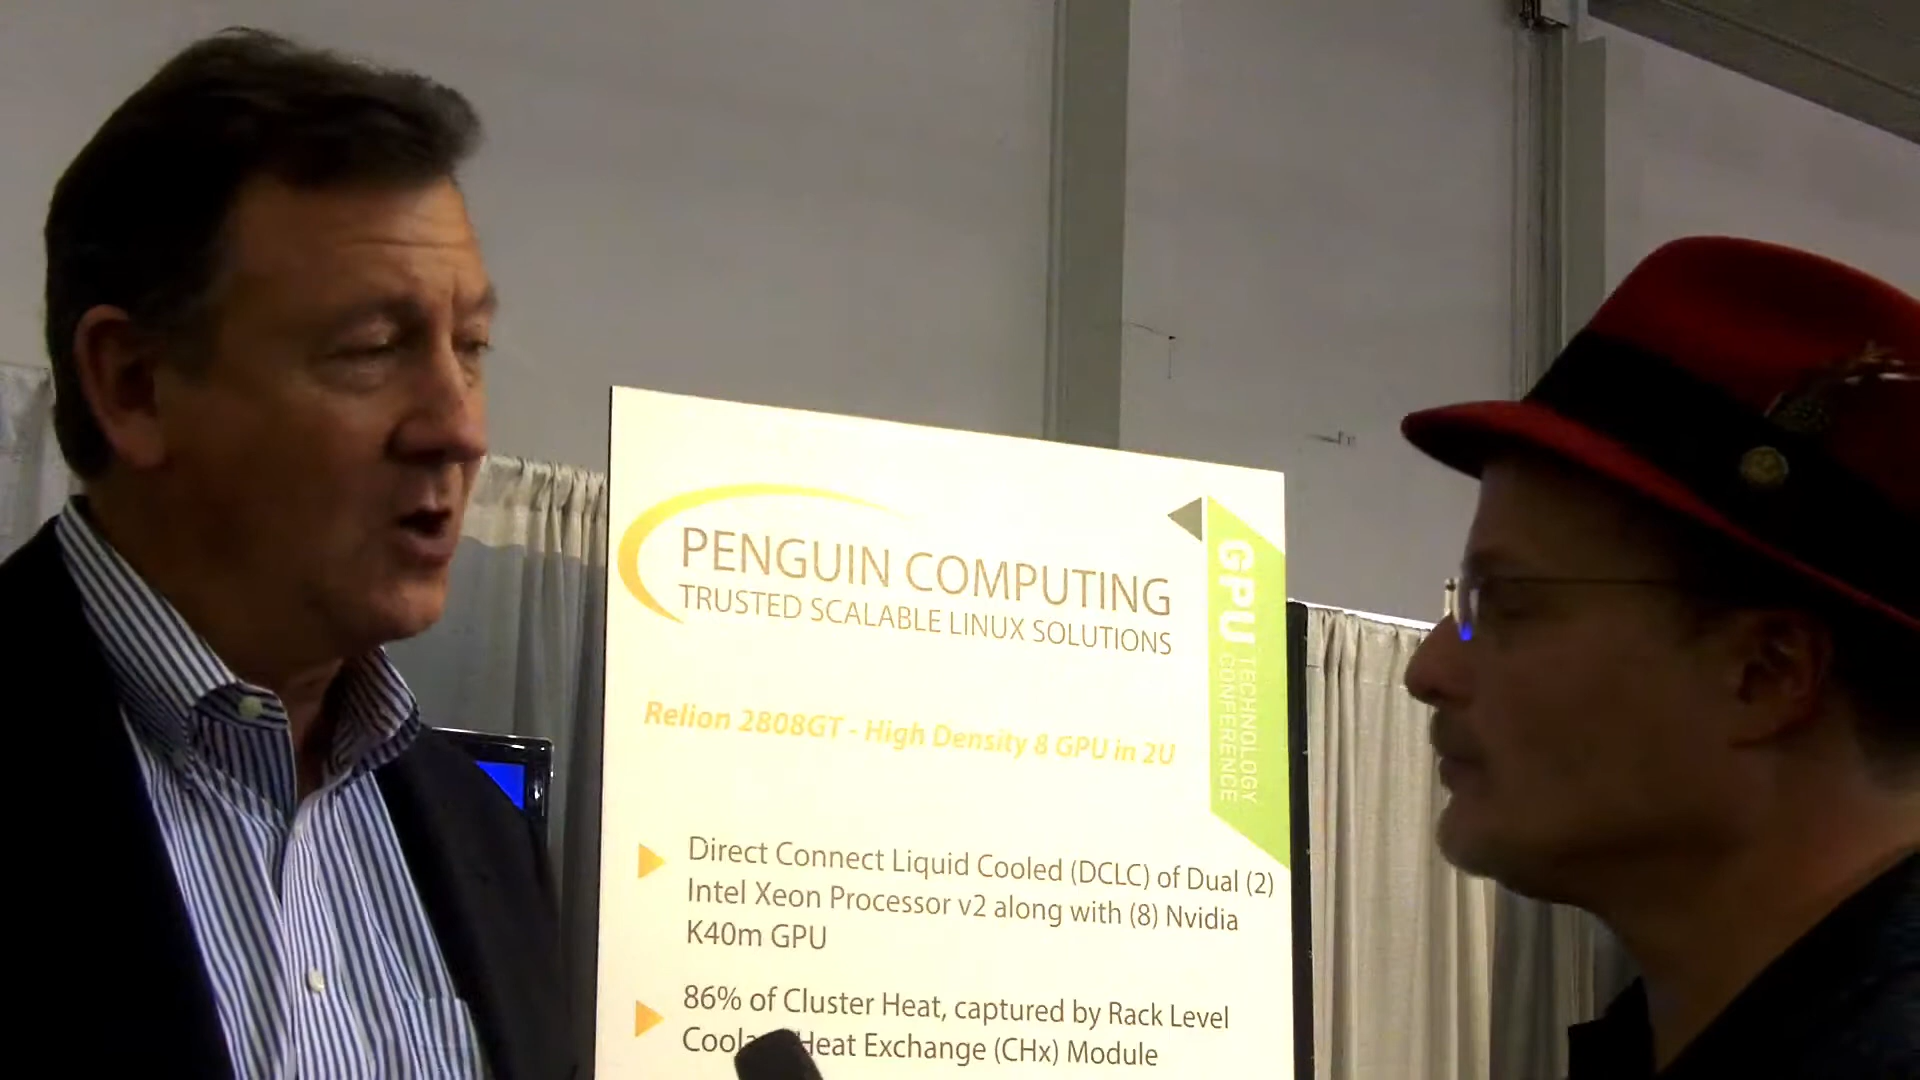 PENGUIN COMPUTING
TRUSTED SCALABLE LINUX SOLUTIONS
GPU TECHNOLOGY
CONFERENCE
Relion 2808GT - High Density 8 GPU in 2U
Direct Connect Liquid Cooled (DCLC) of Dual (2)
Intel Xeon Processor v2 along with (8) Nvidia
K40m GPU
86% of Cluster Heat, captured by Rack Level
Heat Exchange (CHx) Module